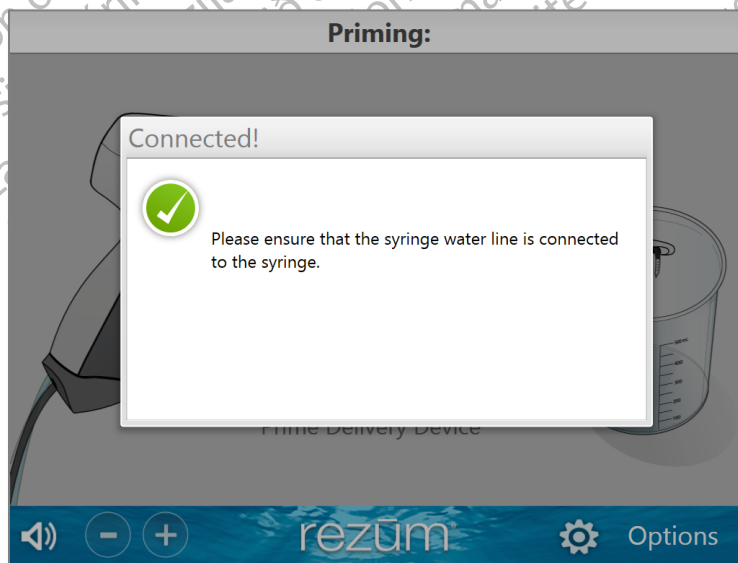 Priming:
Connected!
Please ensure that the syringe water line is connected
to the syringe.
Prime Delivery Device
rezūm
Options